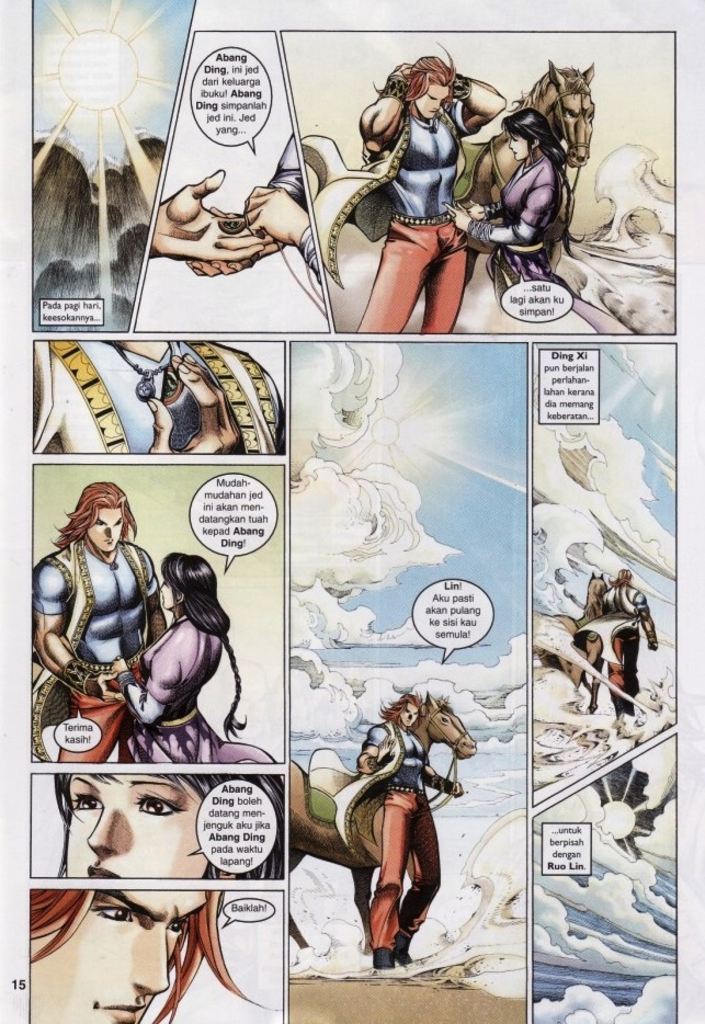 Pada pagi hari,
keesokannya...
Abang
Ding, ini jed
dari keluarga
ibuku! Abang
Ding simpanlah
jed ini... Jed
yang...
...satu
lagi akan ku
simpan!
Mudah-
mudahan jed
ini akan men-
datangkan tuah
kepad Abang
Ding!
Terima
kasih!
Abang
Ding boleh
datang men-
jenguk aku jika
Abang Ding
pada waktu
lapang!
Baiklah!
Lin!
Aku pasti
akan pulang
ke sisi kau
semula!
Ding Xi
pun berjalan
perlahan-
lahan kerana
dia memang
keberatan...
...untuk
berpisah
dengan
Ruo Lin.
15